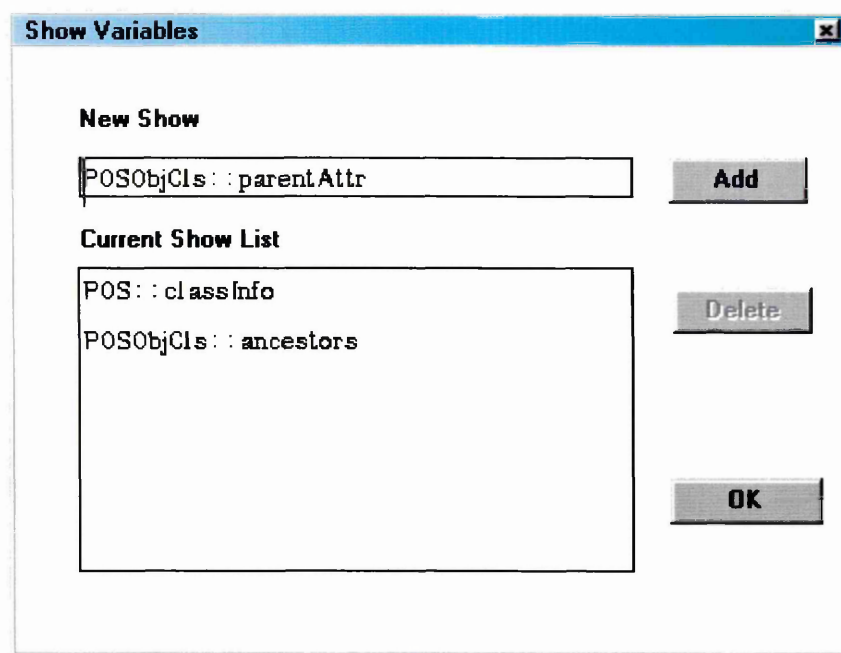 Show Variables
New Show
POSObjCls::parentAttr
Add
Current Show List
POS::classInfo
Delete
POSObjCls::ancestors
OK